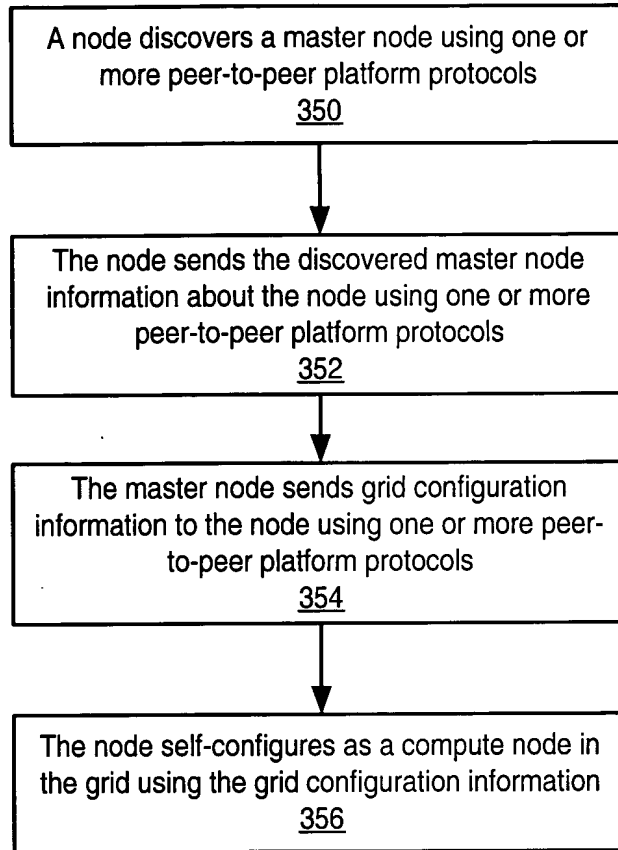 A node discovers a master node using one or
more peer-to-peer platform protocols
350
The node sends the discovered master node
information about the node using one or more
peer-to-peer platform protocols
352
The master node sends grid configuration
information to the node using one or more peer-
to-peer platform protocols
354
The node self-configures as a compute node in
the grid using the grid configuration information
356